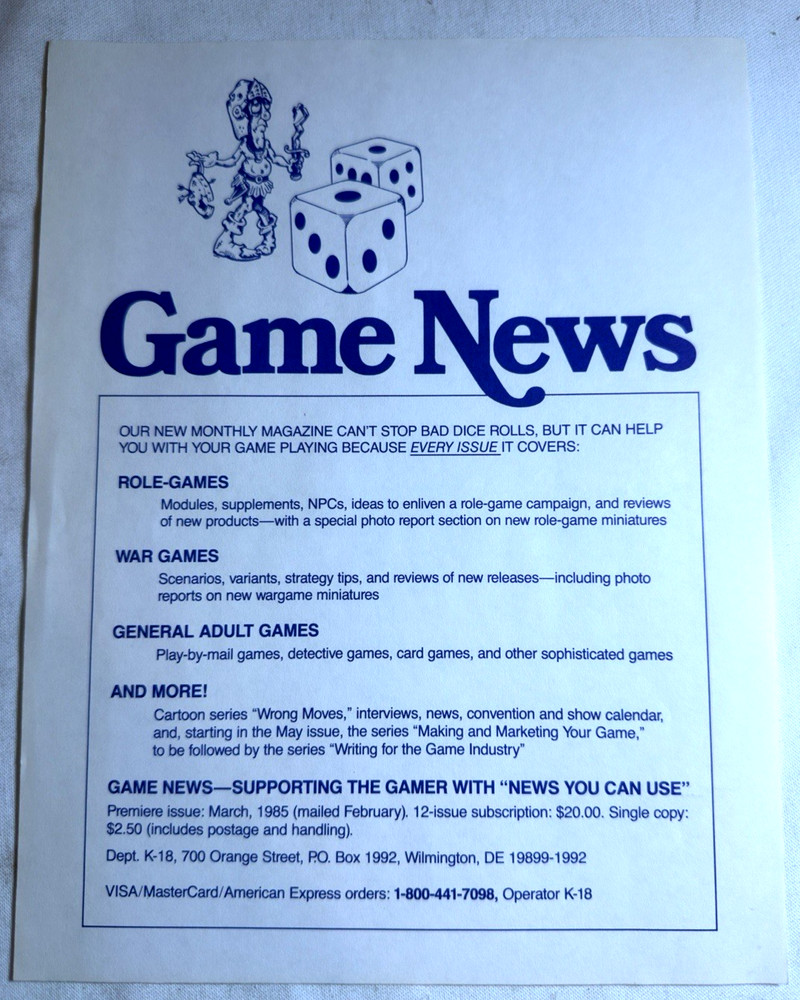 Game News
OUR NEW MONTHLY MAGAZINE CAN'T STOP BAD DICE ROLLS, BUT IT CAN HELP
YOU WITH YOUR GAME PLAYING BECAUSE EVERY ISSUE IT COVERS:
ROLE-GAMES
Modules, supplements, NPCs, ideas to enliven a role-game campaign, and reviews
of new products—with a special photo report section on new role-game miniatures
WAR GAMES
Scenarios, variants, strategy tips, and reviews of new releases—including photo
reports on new wargame miniatures
GENERAL ADULT GAMES
Play-by-mail games, detective games, card games, and other sophisticated games
AND MORE!
Cartoon series “Wrong Moves,” interviews, news, convention and show calendar,
and, starting in the May issue, the series “Making and Marketing Your Game,”
to be followed by the series “Writing for the Game Industry”
GAME NEWS—SUPPORTING THE GAMER WITH “NEWS YOU CAN USE”
Premiere issue: March, 1985 (mailed February). 12-issue subscription: $20.00. Single copy:
$2.50 (includes postage and handling).
Dept. K-18, 700 Orange Street, P.O. Box 1992, Wilmington, DE 19899-1992
VISA/MasterCard/American Express orders: 1-800-441-7098, Operator K-18